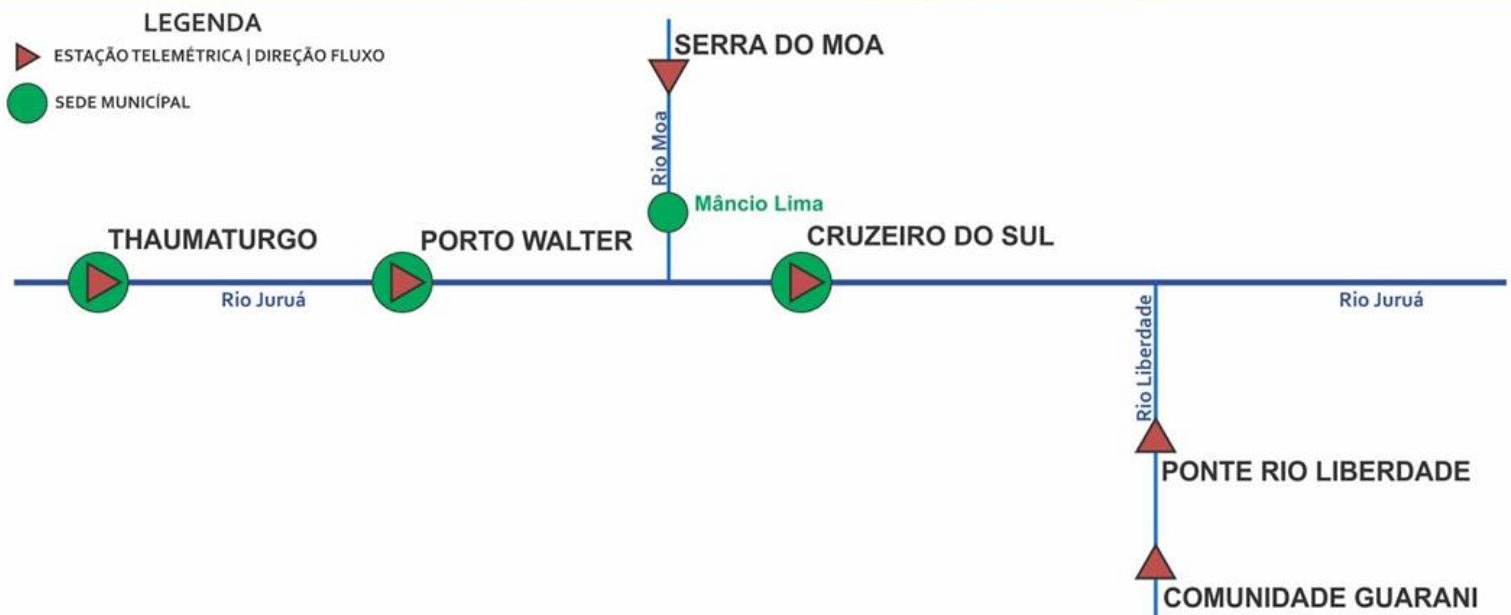 LEGENDA
ESTAÇÃO TELEMÉTRICA | DIREÇÃO FLUXO
SEDE MUNICÍPAL
SERRA DO MOA
Rio Moa
Mâncio Lima
THAUMATURGO
PORTO WALTER
CRUZEIRO DO SUL
Rio Juruá
Rio Juruá
Rio Liberdade
PONTE RIO LIBERDADE
COMUNIDADE GUARANI